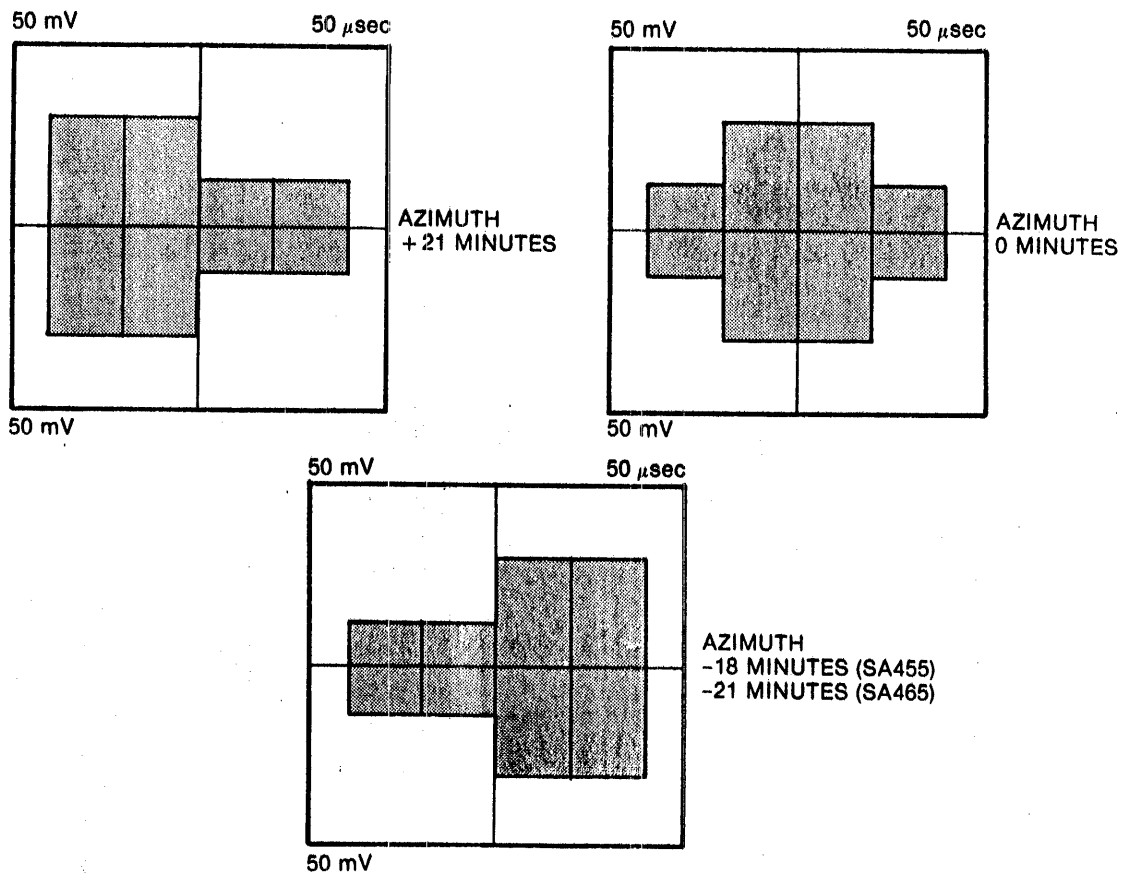 50 mV 50 μsec
AZIMUTH
+21 MINUTES
50 mV
50 mV 50 μsec
AZIMUTH
0 MINUTES
50 mV
50 mV 50 μsec
AZIMUTH
-18 MINUTES (SA455)
-21 MINUTES (SA465)
50 mV